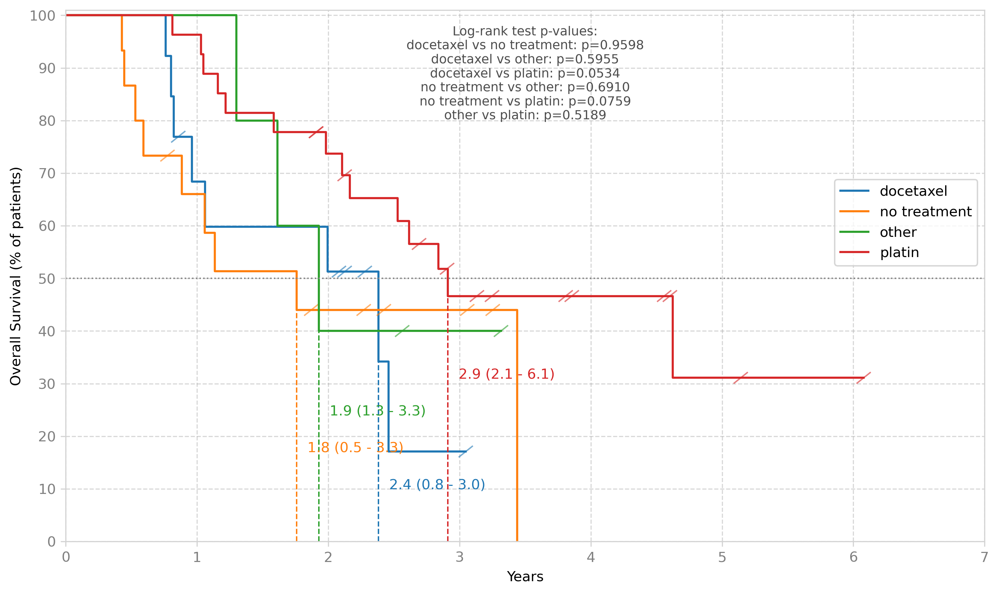 Log-rank test p-values:
docetaxel vs no treatment: p=0.9598
docetaxel vs other: p=0.5955
docetaxel vs platin: p=0.0534
no treatment vs other: p=0.6910
no treatment vs platin: p=0.0759
other vs platin: p=0.5189
Overall Survival (% of patients)
100
90
80
70
60
50
40
30
20
10
0
docetaxel
no treatment
other
platin
2.9 (2.1 - 6.1)
1.9 (1.3 - 3.3)
1.8 (0.5 - 3.3)
2.4 (0.8 - 3.0)
0 1 2 3 4 5 6 7
Years